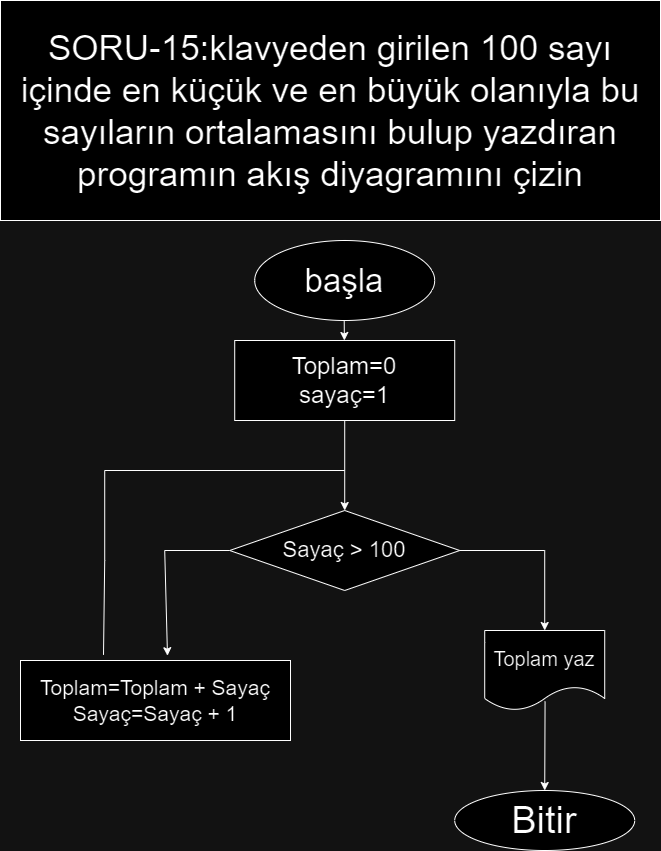 SORU-15:klavyeden girilen 100 sayı
içinde en küçük ve en büyük olanıyla bu
sayıların ortalamasını bulup yazdıran
programın akış diyagramını çizin
başla
Toplam=0
sayaç=1
Sayaç > 100
Toplam=Toplam + Sayaç
Sayaç=Sayaç + 1
Toplam yaz
Bitir